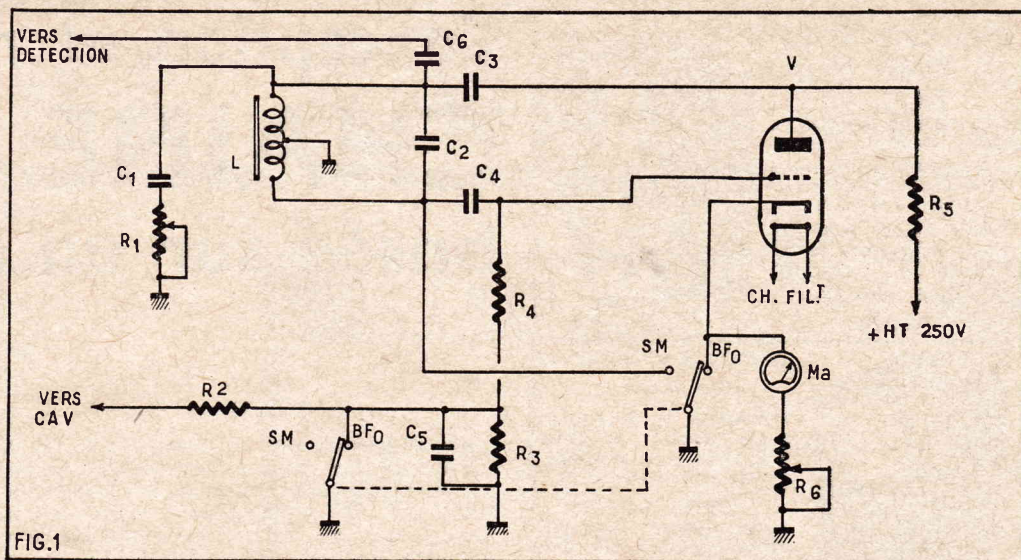 VERS
DETECTION
C6
C3
V
C2
L
C4
C1
R1
R5
CH. FILT
R4
+HT 250V
SM
BFO
Ma
VERS
CAV
R2
SM
BFO
C5
R3
R6
FIG.1